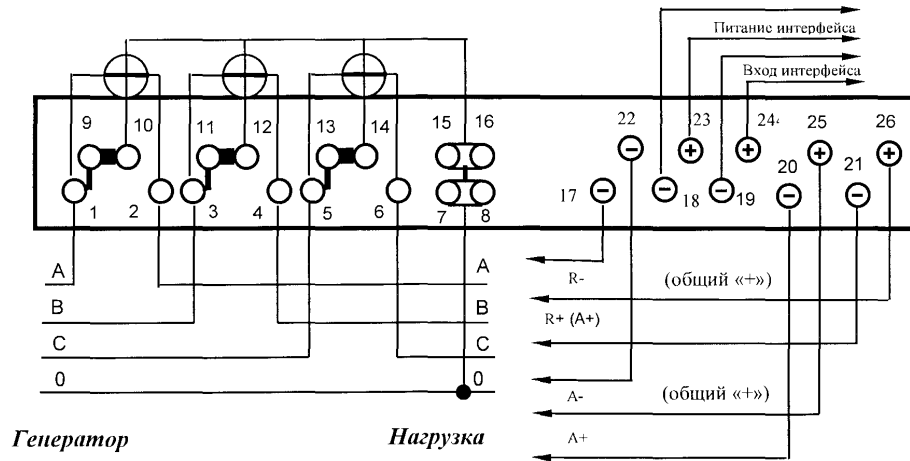 Питание интерфейса
Вход интерфейса
9 10 11 12 13 14 15 16 22 23 24 25 26
1 2 3 4 5 6 7 8 17 18 19 20 21
A A
R- (общий «+»)
B B
R+ (A+)
C C
0 0
A- (общий «+»)
A+
Генератор Нагрузка